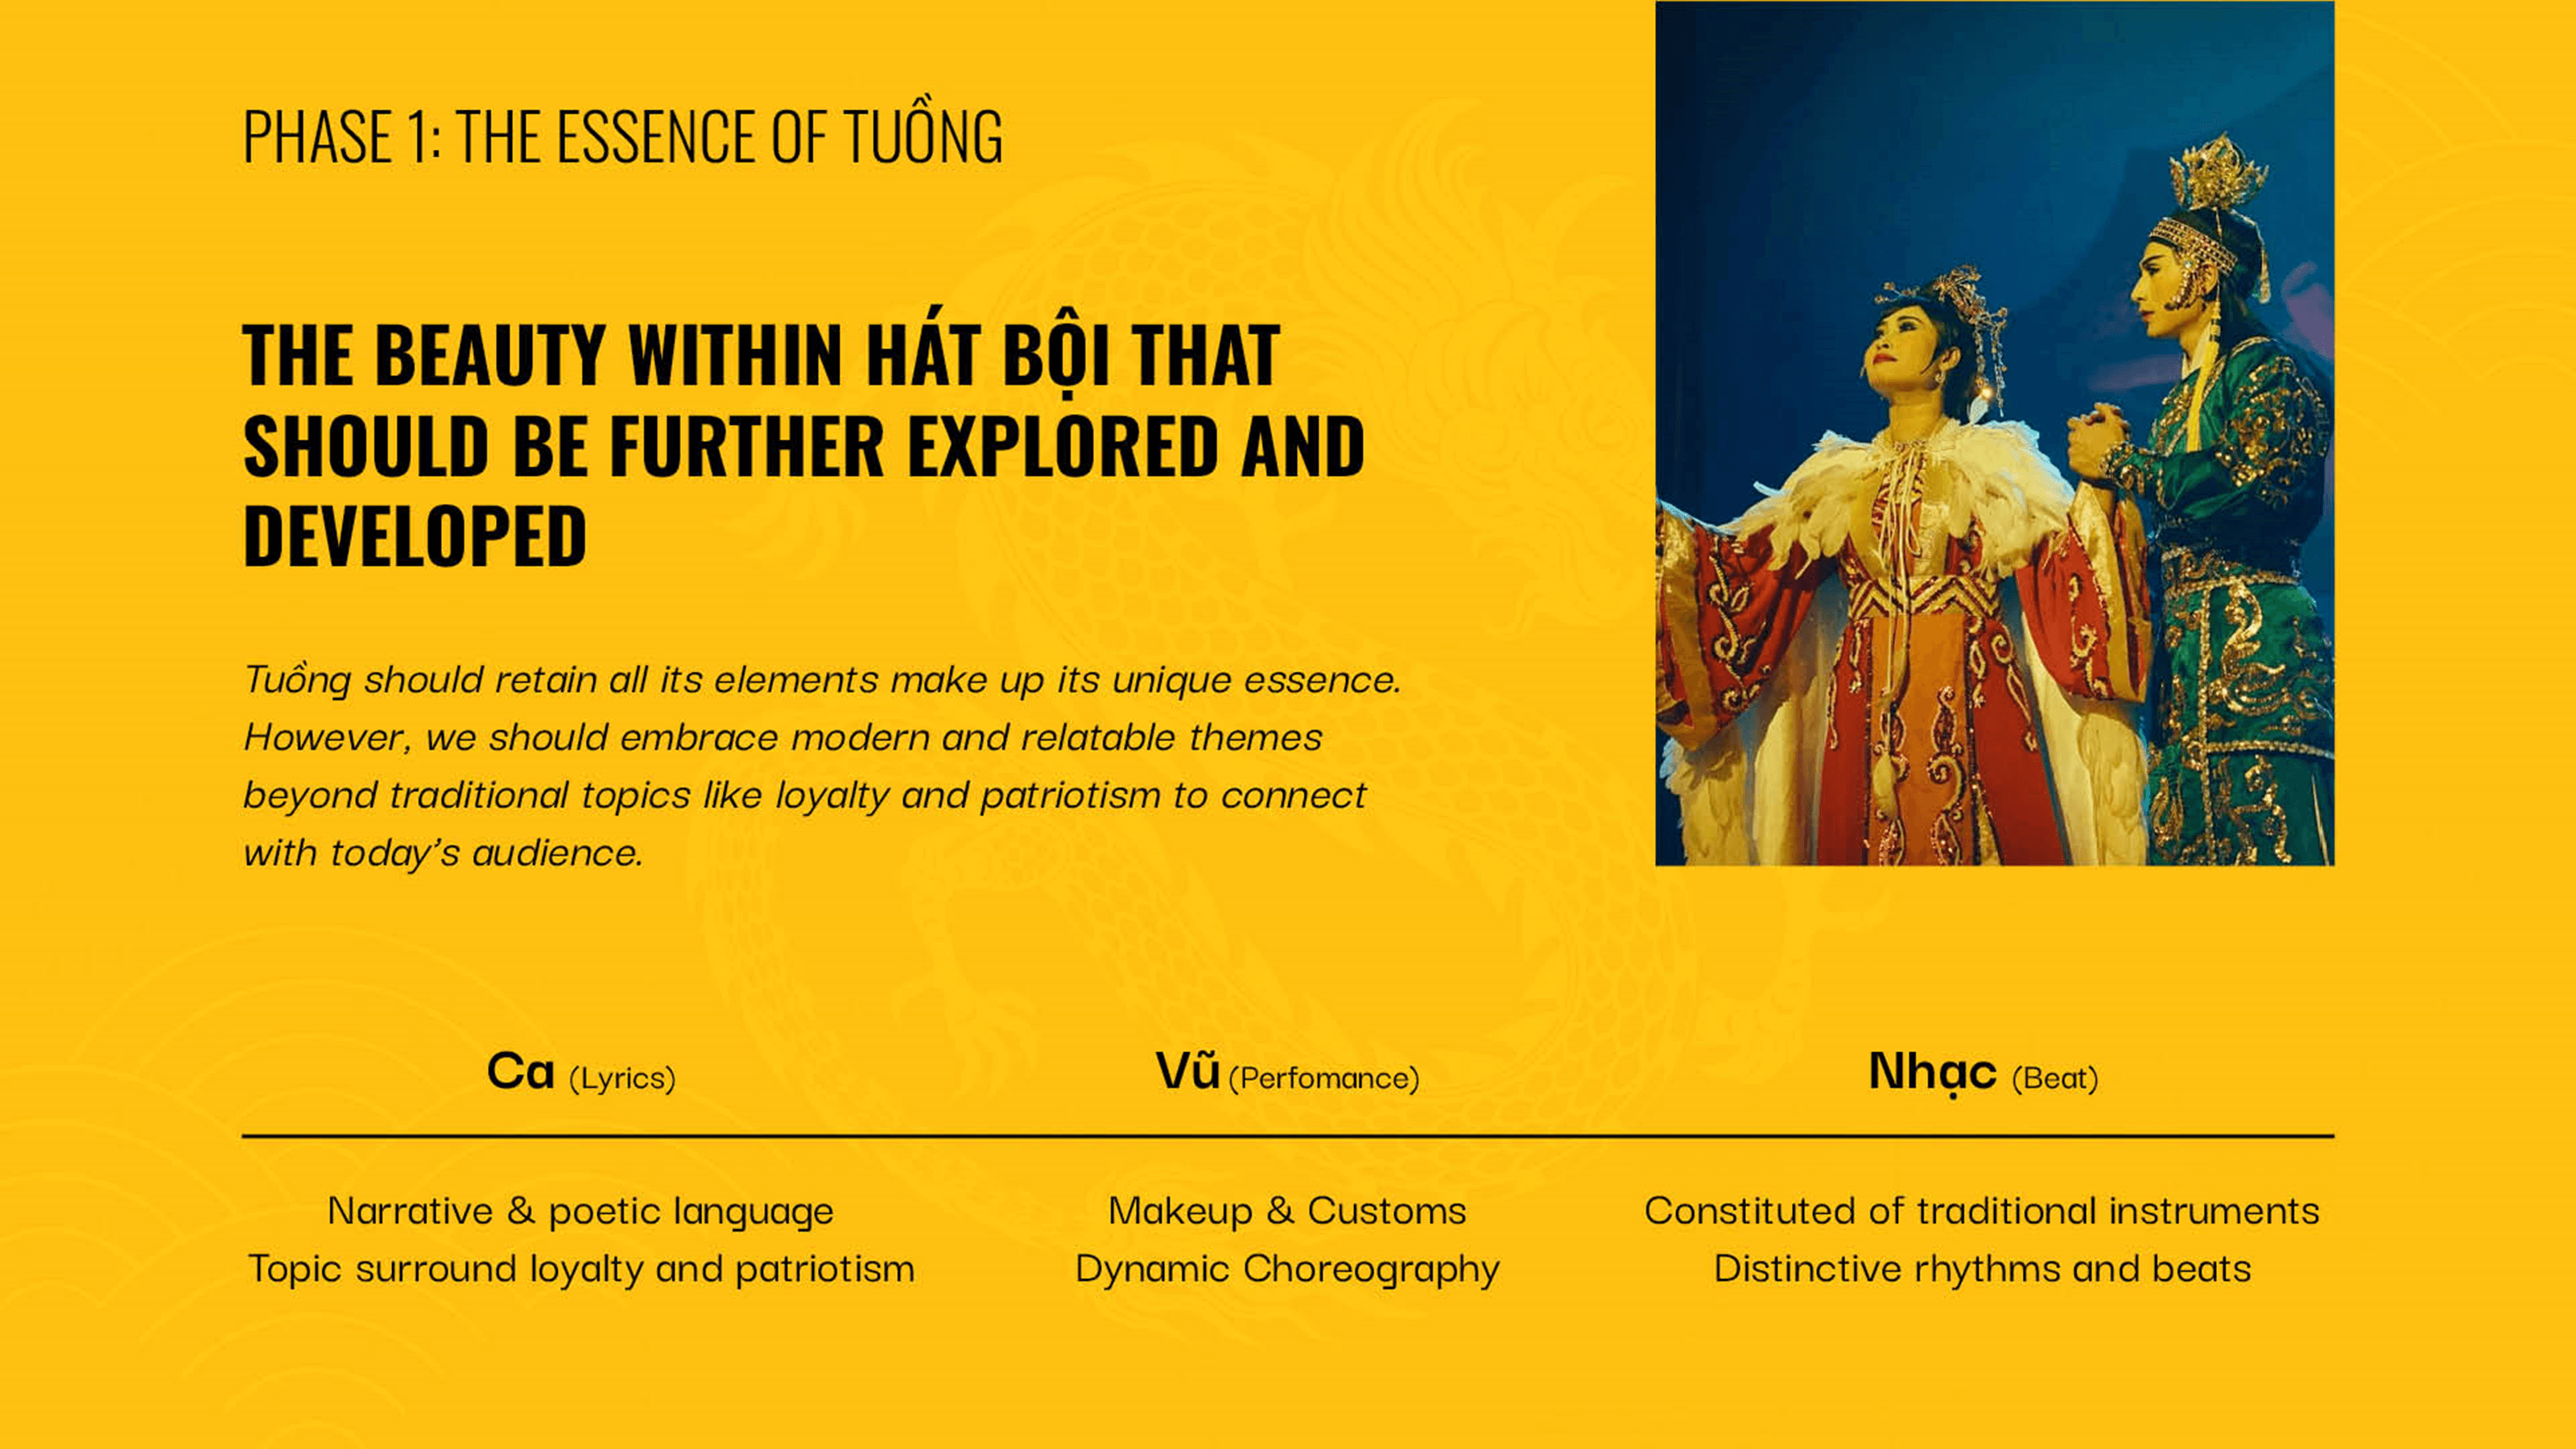 PHASE 1: THE ESSENCE OF TUỒNG
THE BEAUTY WITHIN HÁT BỘI THAT
SHOULD BE FURTHER EXPLORED AND
DEVELOPED
Tuồng should retain all its elements make up its unique essence.
However, we should embrace modern and relatable themes
beyond traditional topics like loyalty and patriotism to connect
with today’s audience.
Ca (Lyrics)
Vũ (Perfomance)
Nhạc (Beat)
Narrative & poetic language
Topic surround loyalty and patriotism
Makeup & Customs
Dynamic Choreography
Constituted of traditional instruments
Distinctive rhythms and beats